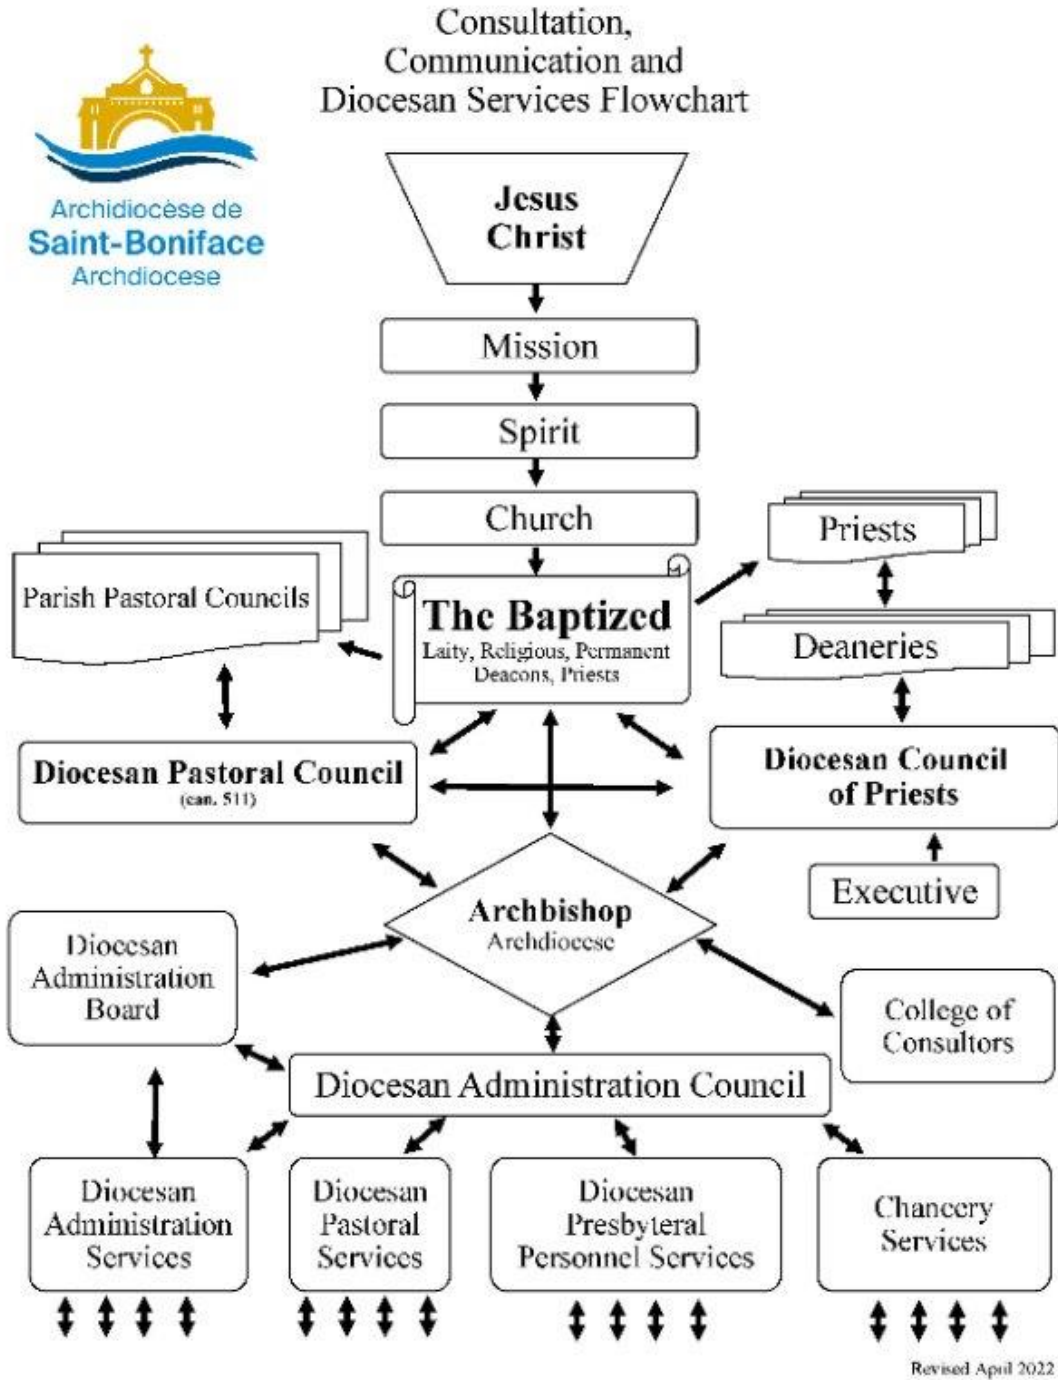 Consultation,
Communication and
Diocesan Services Flowchart
Archidiocèse de
Saint-Boniface
Archdiocese
Jesus
Christ
Mission
Spirit
Church
Priests
Parish Pastoral Councils
The Baptized
Laity, Religious, Permanent
Deacons, Priests
Deaneries
Diocesan Pastoral Council
(can. 511)
Diocesan Council
of Priests
Executive
Archbishop
Archdiocese
Diocesan
Administration
Board
College of
Consultors
Diocesan Administration Council
Diocesan
Administration
Services
Diocesan
Pastoral
Services
Diocesan
Presbyteral
Personnel Services
Chancery
Services
Revised April 2022